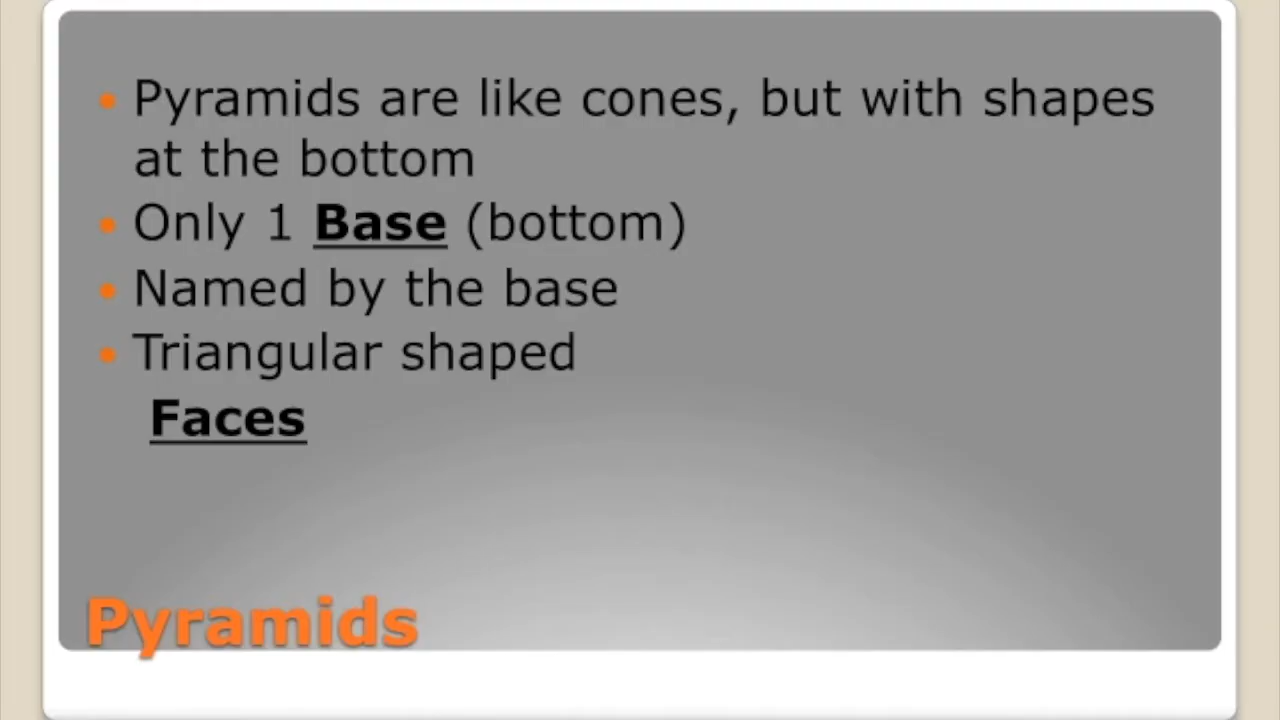 Pyramids are like cones, but with shapes
at the bottom
Only 1 Base (bottom)
Named by the base
Triangular shaped
Faces
Pyramids